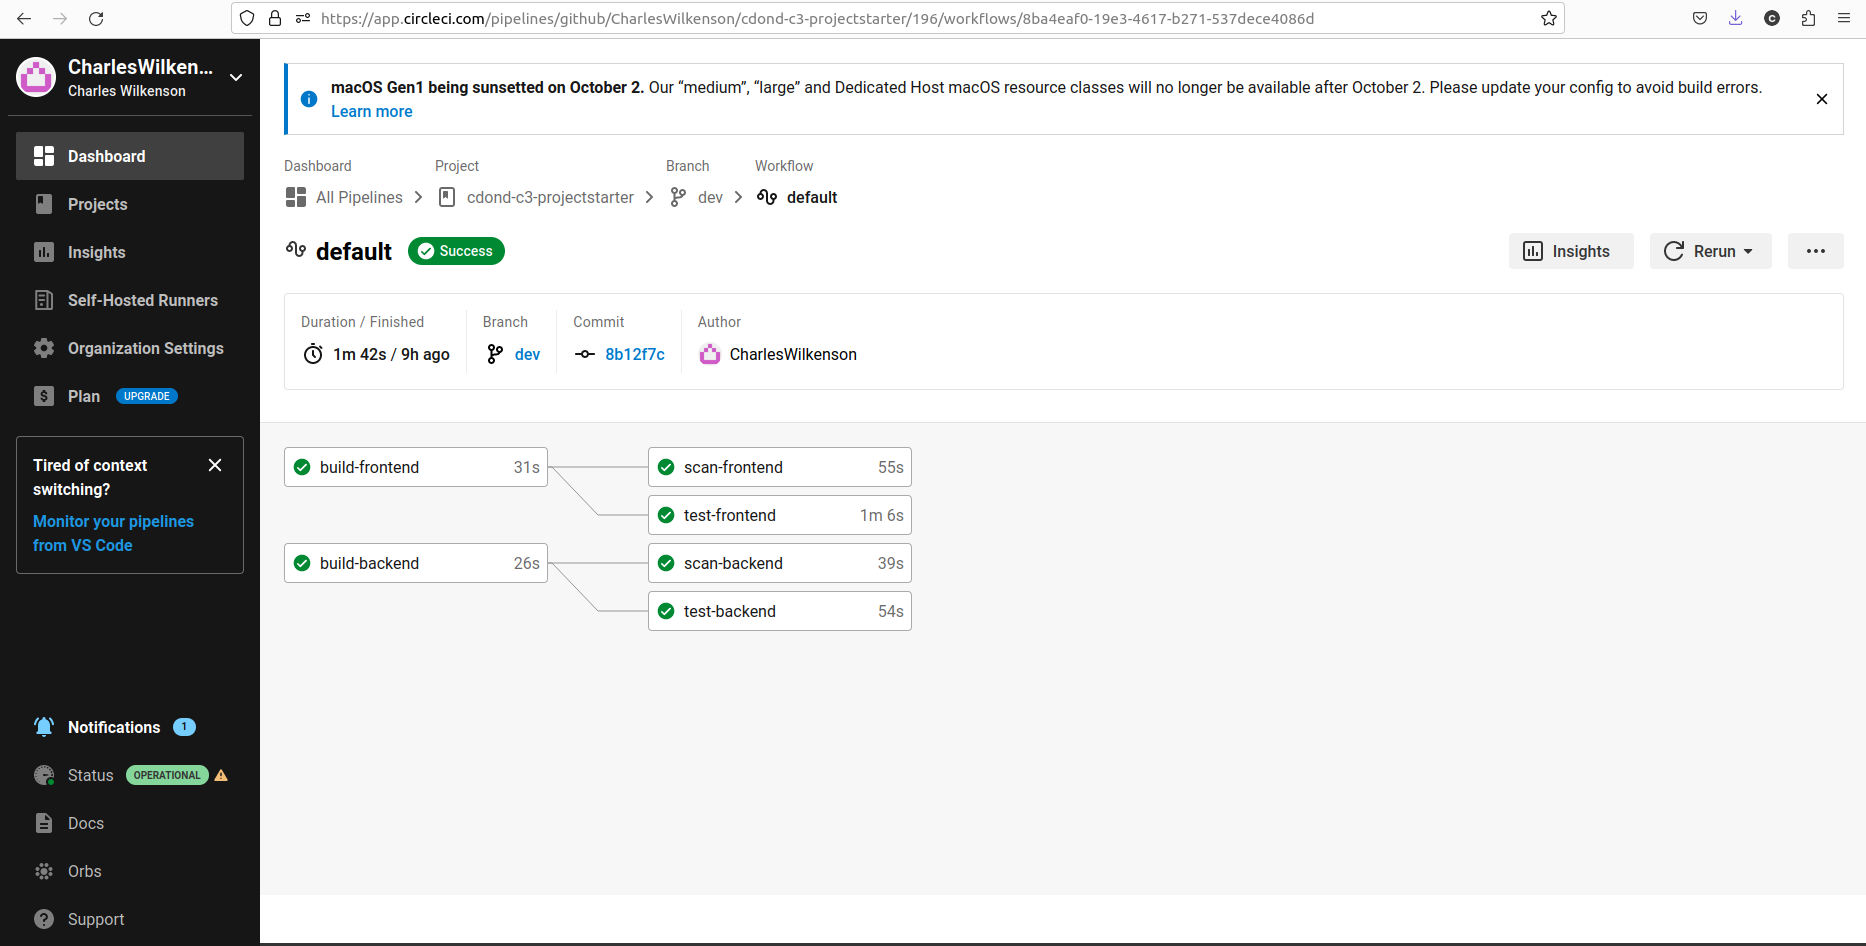 https://app.circleci.com/pipelines/github/CharlesWilkenson/cdond-c3-projectstarter/196/workflows/8ba4eaf0-19e3-4617-b271-537dece4086d
C
CharlesWilken...
Charles Wilkenson
Dashboard
Projects
Insights
Self-Hosted Runners
Organization Settings
Plan UPGRADE
Tired of context
switching?
Monitor your pipelines
from VS Code
Notifications 1
Status OPERATIONAL
Docs
Orbs
Support
macOS Gen1 being sunsetted on October 2. Our “medium”, “large” and Dedicated Host macOS resource classes will no longer be available after October 2. Please update your config to avoid build errors.
Learn more
Dashboard Project Branch Workflow
All Pipelines cdond-c3-projectstarter dev default
default Success
Insights Rerun
Duration / Finished Branch Commit Author
1m 42s / 9h ago dev 8b12f7c CharlesWilkenson
build-frontend 31s scan-frontend 55s
test-frontend 1m 6s
build-backend 26s scan-backend 39s
test-backend 54s